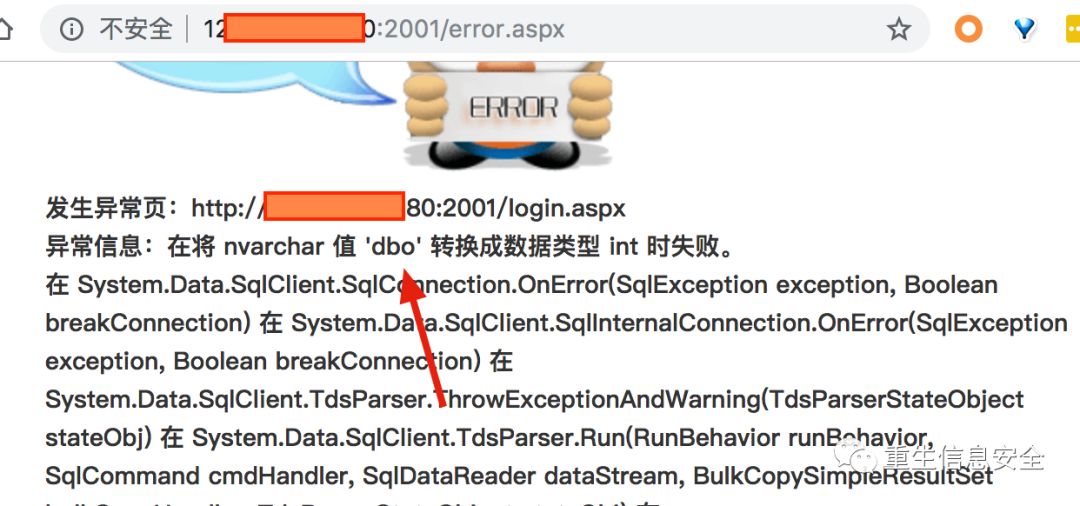 不安全 12 0:2001/error.aspx
ERROR
发生异常页：http:// 80:2001/login.aspx
异常信息：在将 nvarchar 值 'dbo' 转换成数据类型 int 时失败。
在 System.Data.SqlClient.SqlConnection.OnError(SqlException exception, Boolean
breakConnection) 在 System.Data.SqlClient.SqlInternalConnection.OnError(SqlException
exception, Boolean breakConnection) 在
System.Data.SqlClient.TdsParser.ThrowExceptionAndWarning(TdsParserStateObject
stateObj) 在 System.Data.SqlClient.TdsParser.Run(RunBehavior runBehavior,
SqlCommand cmdHandler, SqlDataReader dataStream, BulkCopySimpleResultSet
重生信息安全